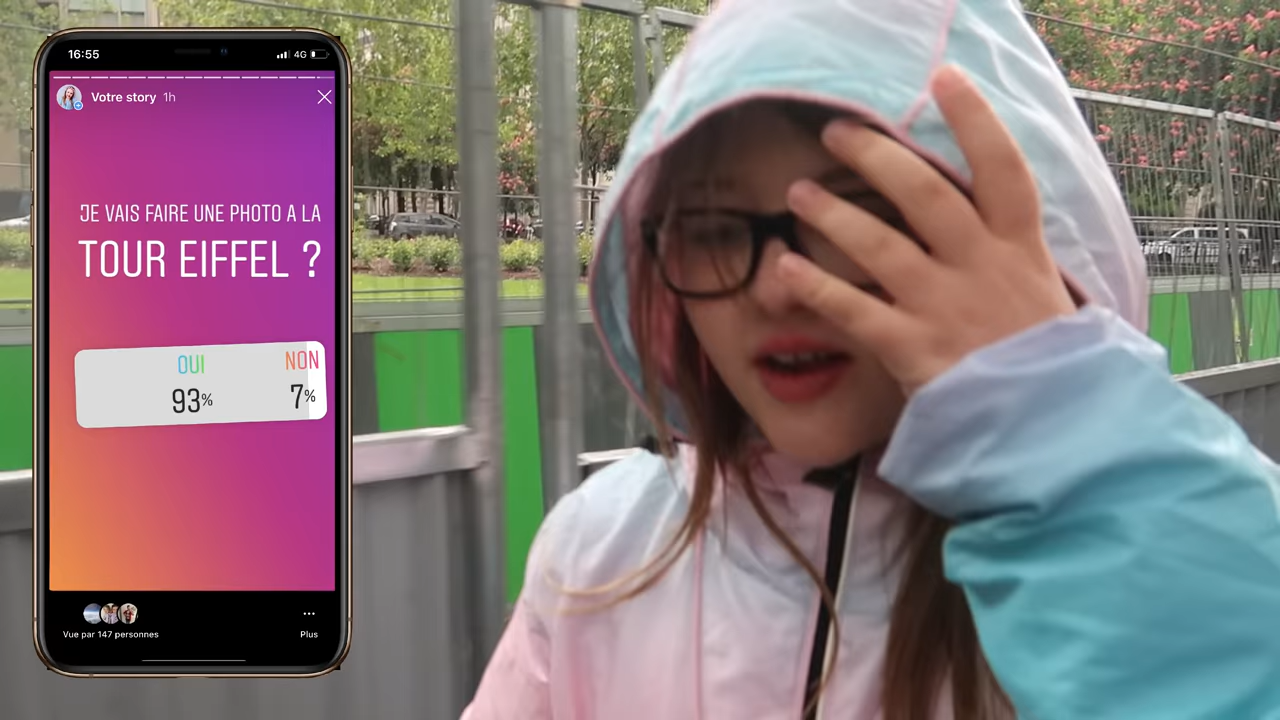 16:55
4G
Votre story 1h
JE VAIS FAIRE UNE PHOTO A LA
TOUR EIFFEL ?
OUI NON
93% 7%
Vue par 147 personnes
Plus